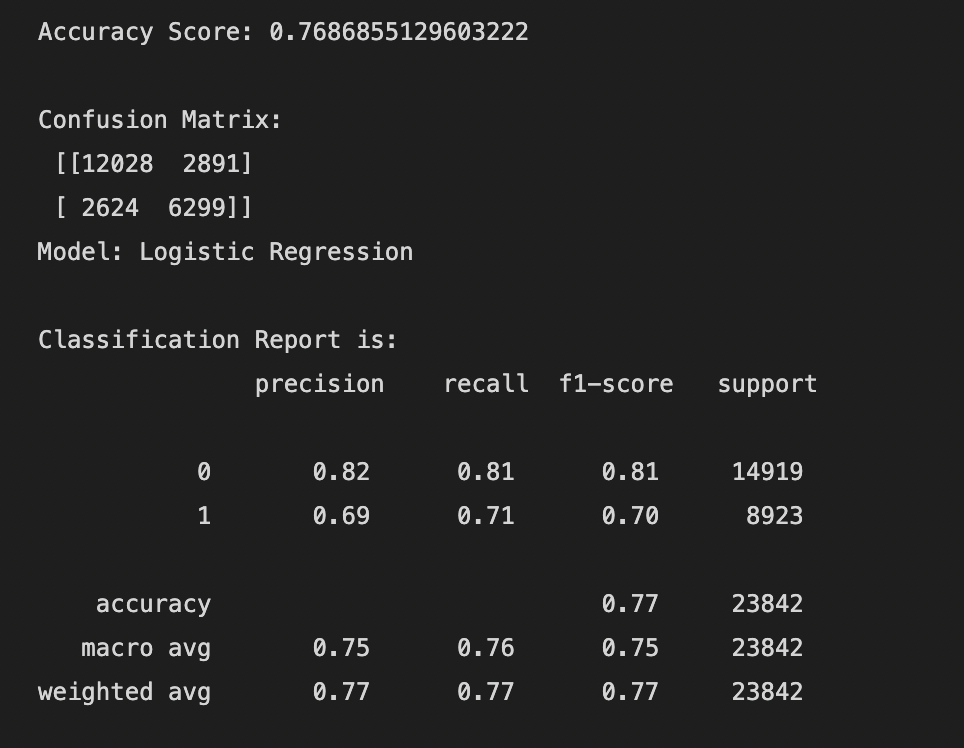 Accuracy Score: 0.7686855129603222
Confusion Matrix:
[[12028  2891]
[ 2624  6299]]
Model: Logistic Regression
Classification Report is:
precision    recall  f1-score   support
0       0.82      0.81      0.81     14919
1       0.69      0.71      0.70      8923
accuracy                           0.77     23842
macro avg       0.75      0.76      0.75     23842
weighted avg       0.77      0.77      0.77     23842